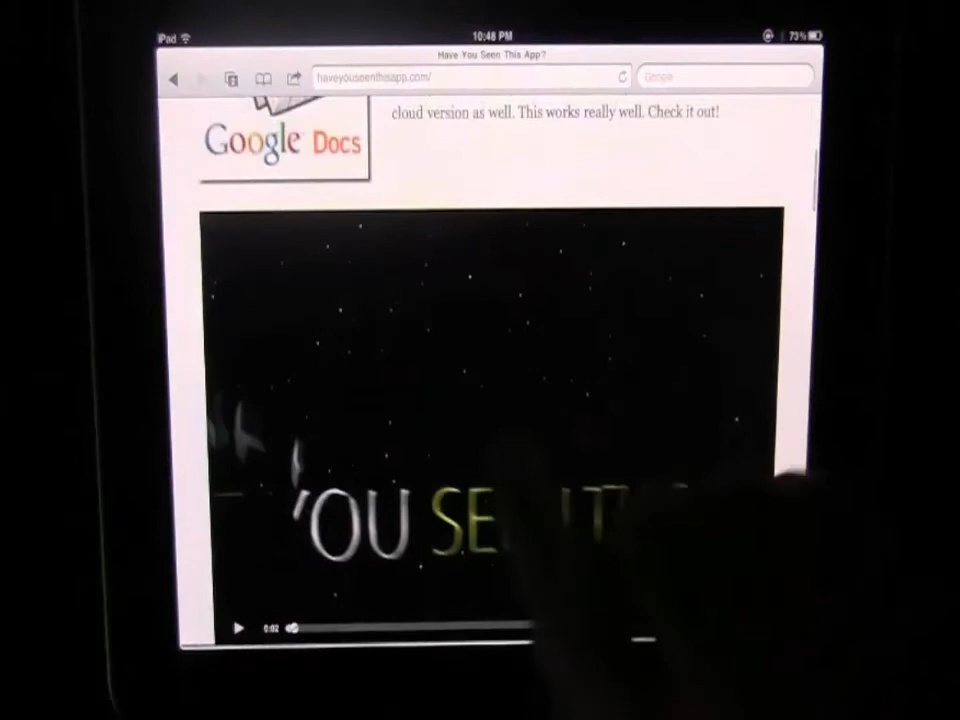 iPad
10:48 PM
73%
Have You Seen This App?
haveyouseenthisapp.com/
Google
cloud version as well. This works really well. Check it out!
Google Docs
'OU SE
0:02